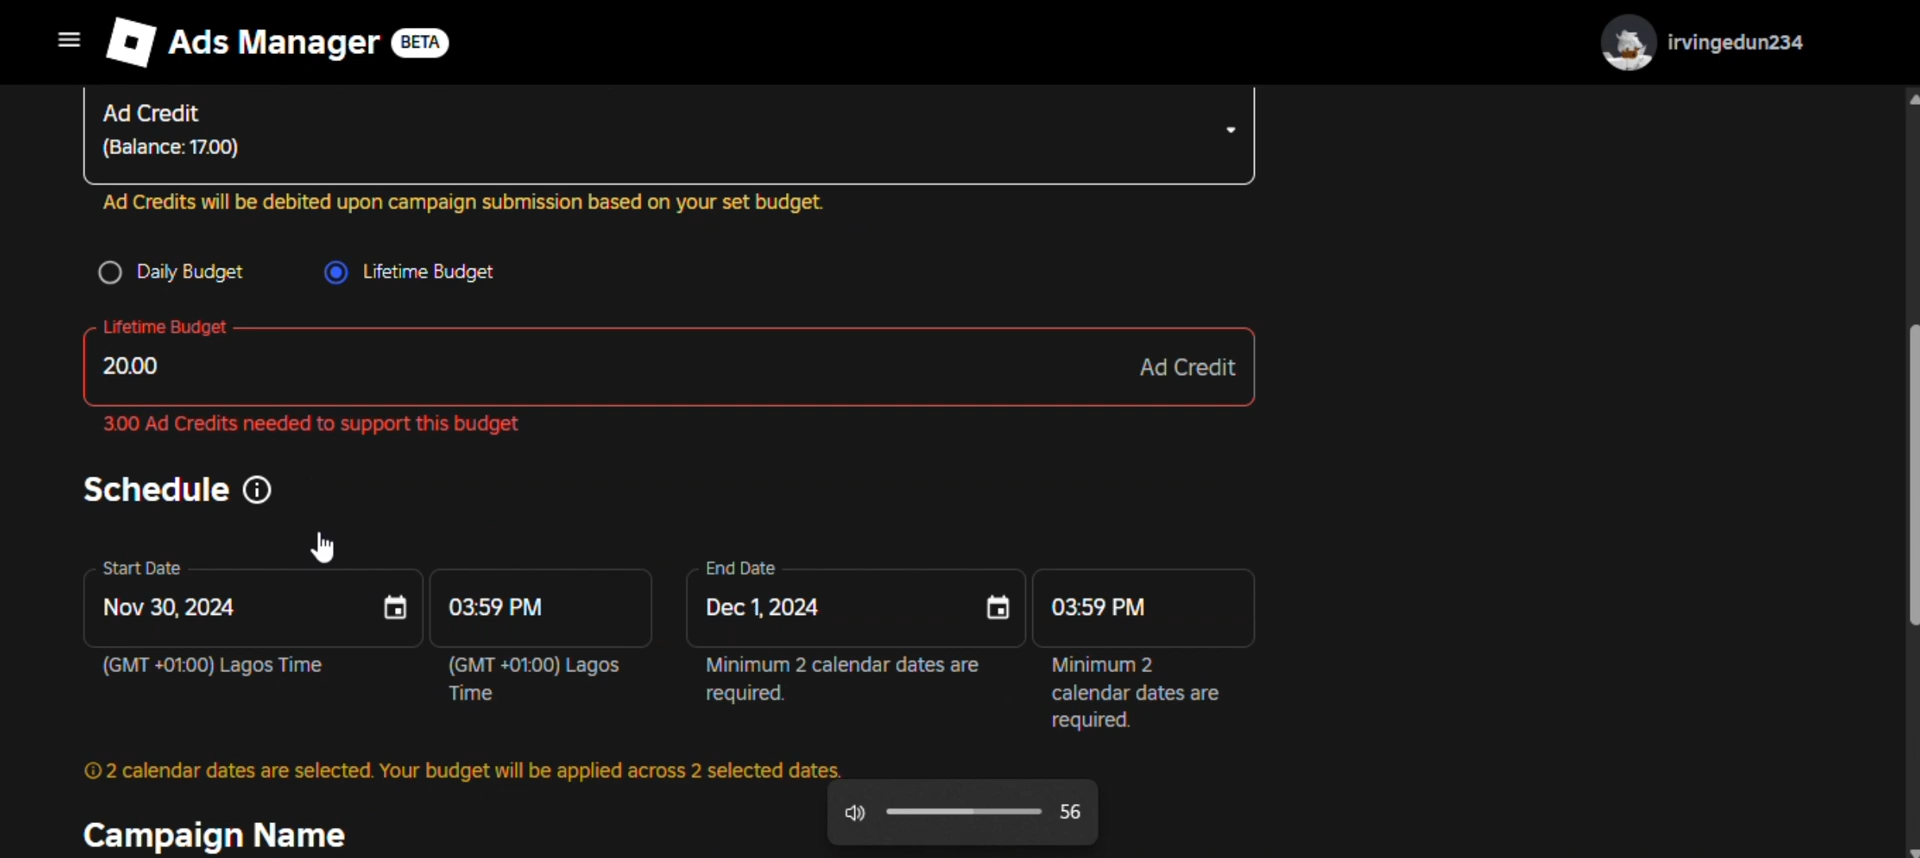 Ads Manager BETA
irvingedun234
Ad Credit
(Balance: 17.00)
Ad Credits will be debited upon campaign submission based on your set budget.
Daily Budget
Lifetime Budget
Lifetime Budget
20.00
Ad Credit
3.00 Ad Credits needed to support this budget
Schedule
Start Date
Nov 30, 2024
03:59 PM
End Date
Dec 1, 2024
03:59 PM
(GMT +01:00) Lagos Time
(GMT +01:00) Lagos
Time
Minimum 2 calendar dates are
required.
Minimum 2
calendar dates are
required.
2 calendar dates are selected. Your budget will be applied across 2 selected dates.
56
Campaign Name